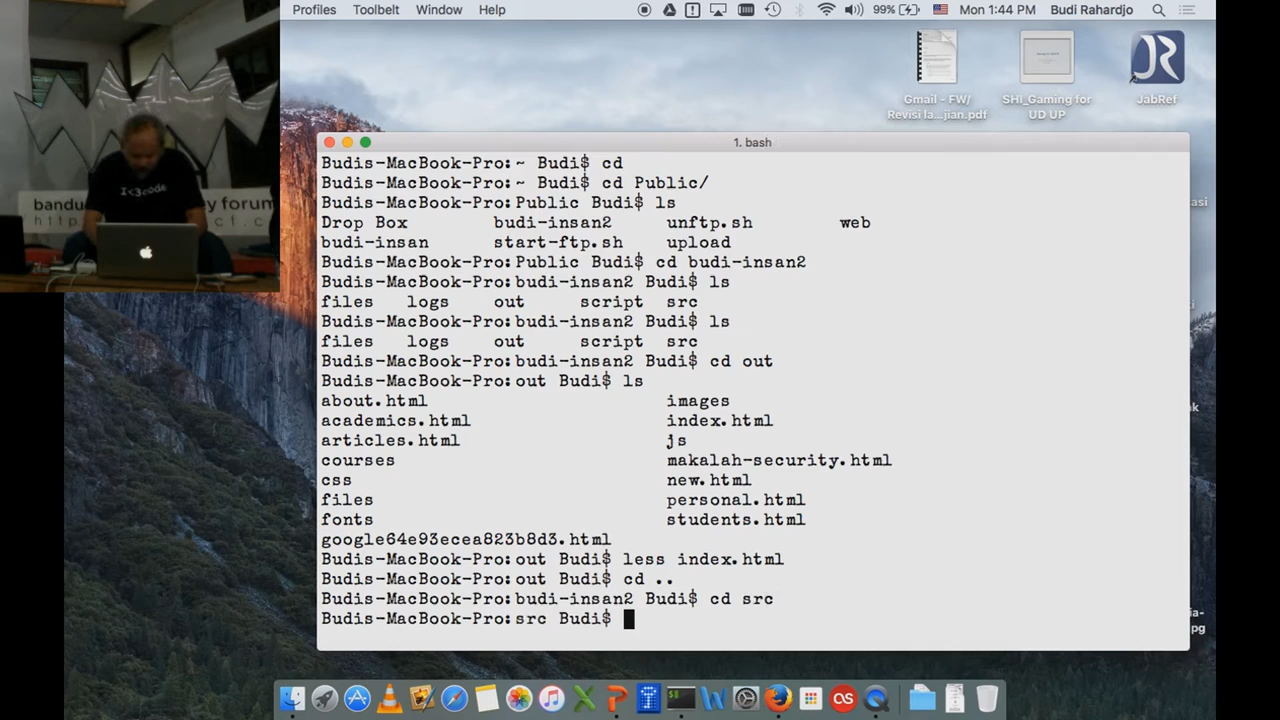 Profiles Toolbelt Window Help 99% Mon 1:44 PM Budi Rahardjo
Gmail - FW/
Revisi la...jian.pdf
SHI_Gaming for
UD UP
JabRef
I<3code
1. bash
Budis-MacBook-Pro:~ Budi$ cd
Budis-MacBook-Pro:~ Budi$ cd Public/
Budis-MacBook-Pro:Public Budi$ ls
Drop Box budi-insan2 unftp.sh web
budi-insan start-ftp.sh upload
Budis-MacBook-Pro:Public Budi$ cd budi-insan2
Budis-MacBook-Pro:budi-insan2 Budi$ ls
files logs out script src
Budis-MacBook-Pro:budi-insan2 Budi$ ls
files logs out script src
Budis-MacBook-Pro:budi-insan2 Budi$ cd out
Budis-MacBook-Pro:out Budi$ ls
about.html images
academics.html index.html
articles.html js
courses makalah-security.html
css new.html
files personal.html
fonts students.html
google64e93ecea823b8d3.html
Budis-MacBook-Pro:out Budi$ less index.html
Budis-MacBook-Pro:out Budi$ cd ..
Budis-MacBook-Pro:budi-insan2 Budi$ cd src
Budis-MacBook-Pro:src Budi$